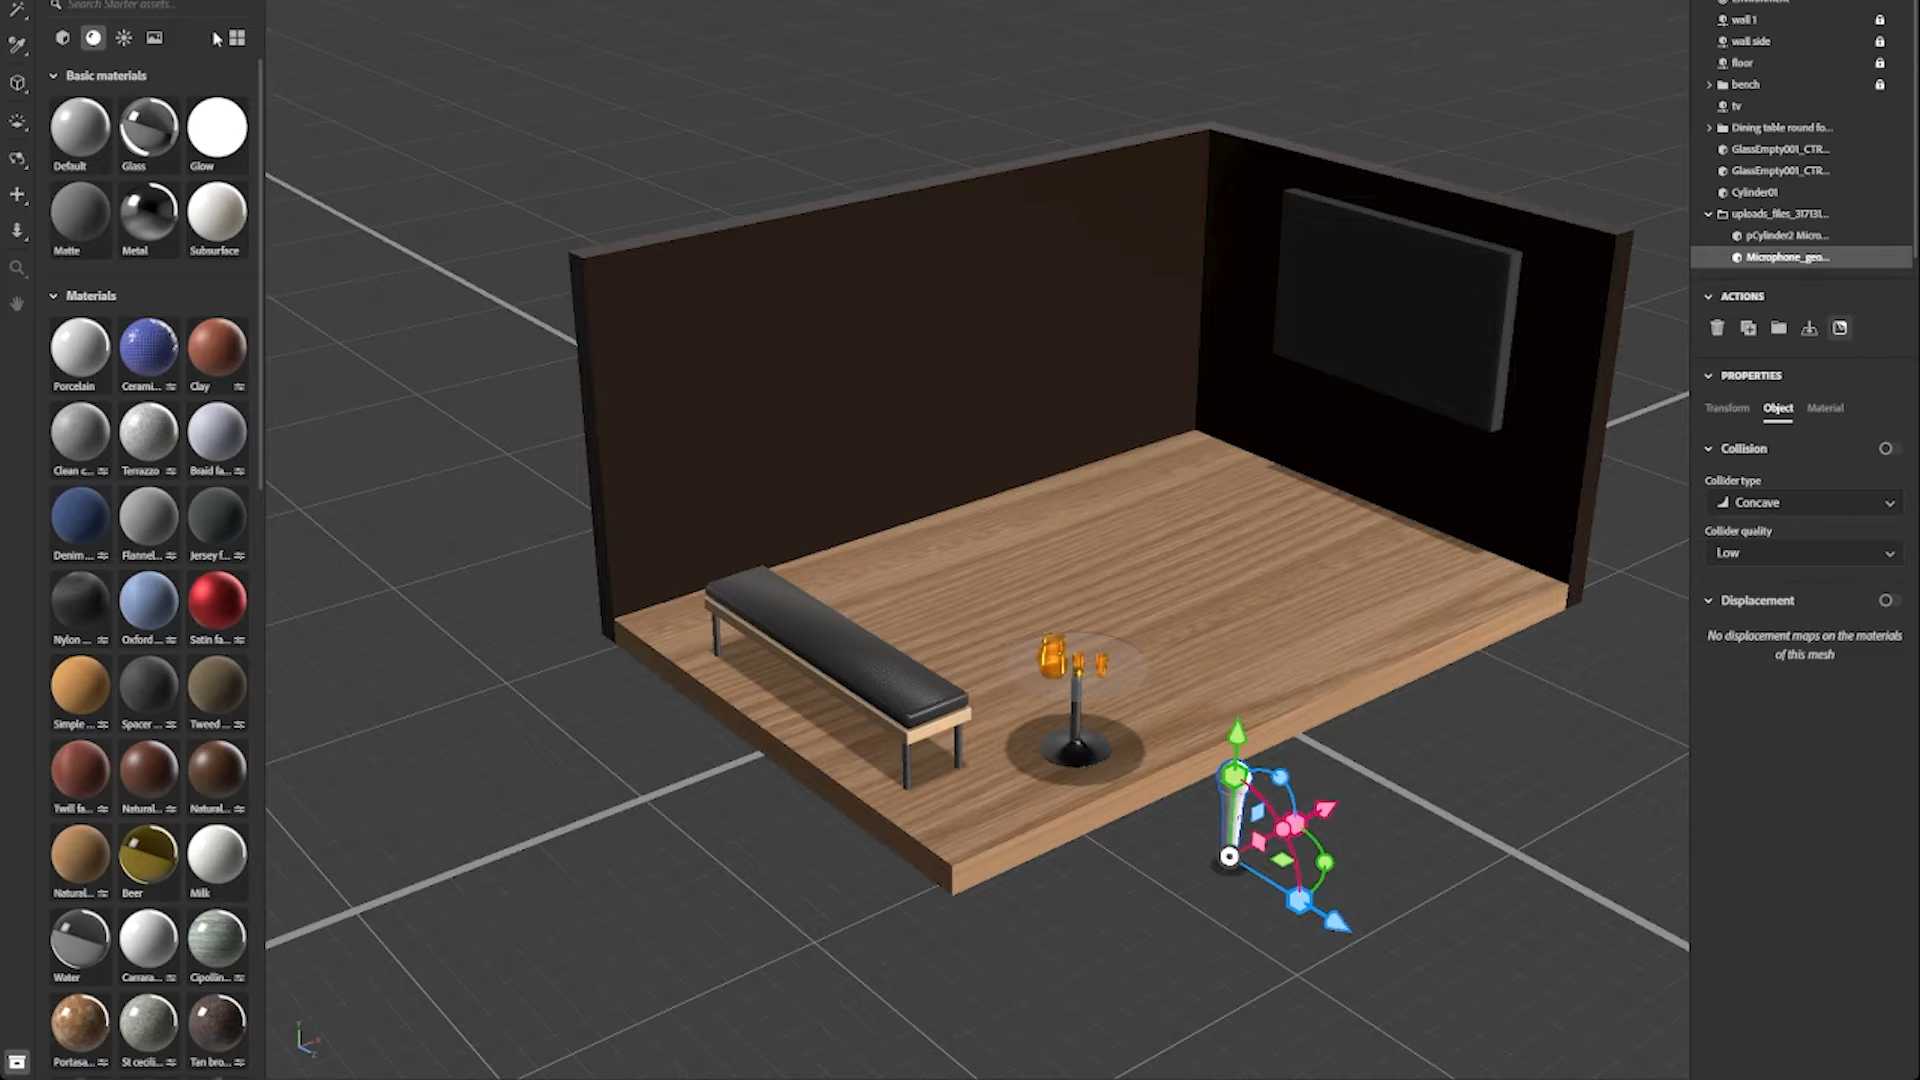 Search Starter assets...
Basic materials
Default
Glass
Glow
Matte
Metal
Subsurface
Materials
Porcelain
Cerami...
Clay
Clean c...
Terrazzo
Braid fa...
Denim ...
Flannel...
Jersey f...
Nylon ...
Oxford...
Satin fa...
Simple ...
Spacer ...
Tweed ...
Twill fa...
Natural...
Natural...
Natural...
Beer
Milk
Water
Carrara...
Cipollin...
Portasa...
St cecili...
Tan bro...
Environment
wall 1
wall side
floor
bench
tv
Dining table round fo...
GlassEmpty001_CTR...
GlassEmpty001_CTR...
Cylinder01
uploads_files_317131...
pCylinder2 Micro...
Microphone_geo...
ACTIONS
PROPERTIES
Transform Object Material
Collision
Collider type
Concave
Collider quality
Low
Displacement
No displacement maps on the materials
of this mesh